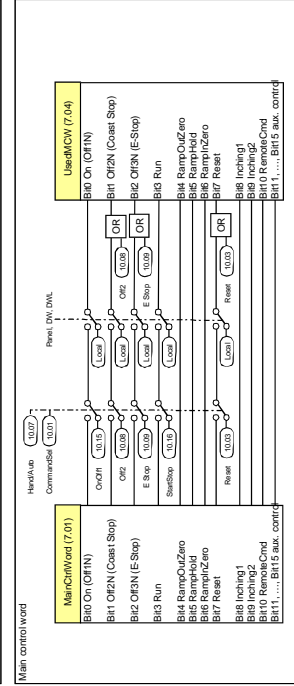 Main control word
Hand/Auto
10.07
CommandSel
10.01
Panel, DW, DWL
MainCtrlWord (7.01)
Bit0 On (Off1N)
Bit1 Off2N (Coast Stop)
Bit2 Off3N (E-Stop)
Bit3 Run
Bit4 RampOutZero
Bit5 RampHold
Bit6 RampInZero
Bit7 Reset
Bit8 Inching1
Bit9 Inching2
Bit10 RemoteCmd
Bit11, …, Bit15 aux. control
OnOff1
10.15
Off2
10.08
E Stop
10.09
StartStop
10.16
Reset
10.03
Local
Local
Local
Local
Local
Off2
10.08
OR
E Stop
10.09
OR
Reset
10.03
OR
UsedMCW (7.04)
Bit0 On (Off1N)
Bit1 Off2N (Coast Stop)
Bit2 Off3N (E-Stop)
Bit3 Run
Bit4 RampOutZero
Bit5 RampHold
Bit6 RampInZero
Bit7 Reset
Bit8 Inching1
Bit9 Inching2
Bit10 RemoteCmd
Bit11, …, Bit15 aux. control